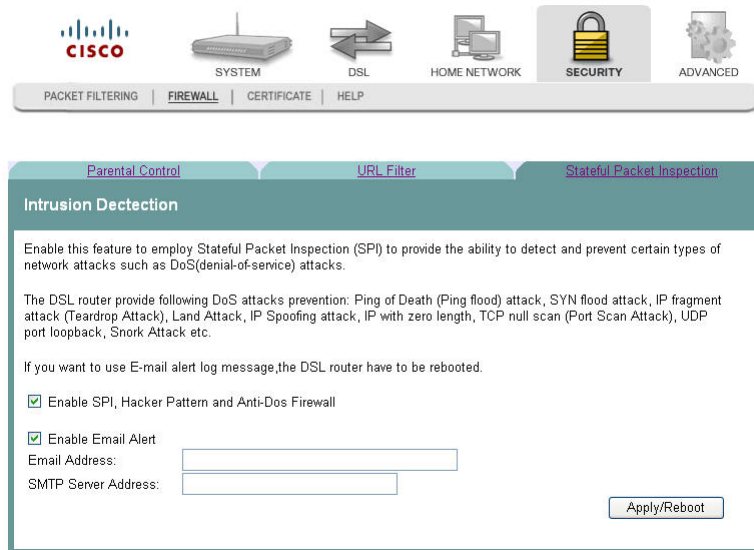 CISCO
SYSTEM
DSL
HOME NETWORK
SECURITY
ADVANCED
PACKET FILTERING | FIREWALL | CERTIFICATE | HELP
Parental Control
URL Filter
Stateful Packet Inspection
Intrusion Dectection
Enable this feature to employ Stateful Packet Inspection (SPI) to provide the ability to detect and prevent certain types of
network attacks such as DoS(denial-of-service) attacks.
The DSL router provide following DoS attacks prevention: Ping of Death (Ping flood) attack, SYN flood attack, IP fragment
attack (Teardrop Attack), Land Attack, IP Spoofing attack, IP with zero length, TCP null scan (Port Scan Attack), UDP
port loopback, Snork Attack etc.
If you want to use E-mail alert log message,the DSL router have to be rebooted.
Enable SPI, Hacker Pattern and Anti-Dos Firewall
Enable Email Alert
Email Address:
SMTP Server Address:
Apply/Reboot